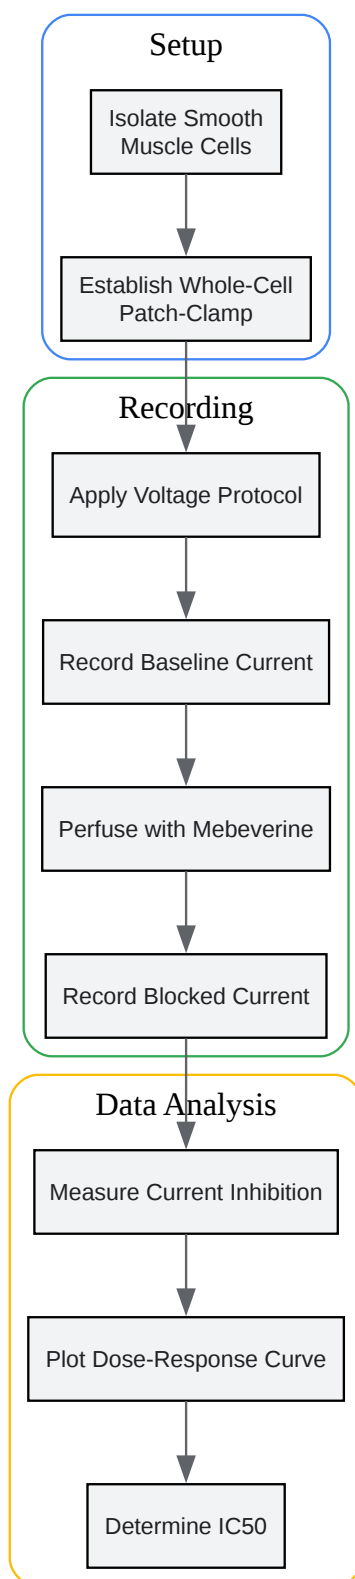 Setup
Isolate Smooth
Muscle Cells
Establish Whole-Cell
Patch-Clamp
Recording
Apply Voltage Protocol
Record Baseline Current
Perfuse with Mebeverine
Record Blocked Current
Data Analysis
Measure Current Inhibition
Plot Dose-Response Curve
Determine IC50